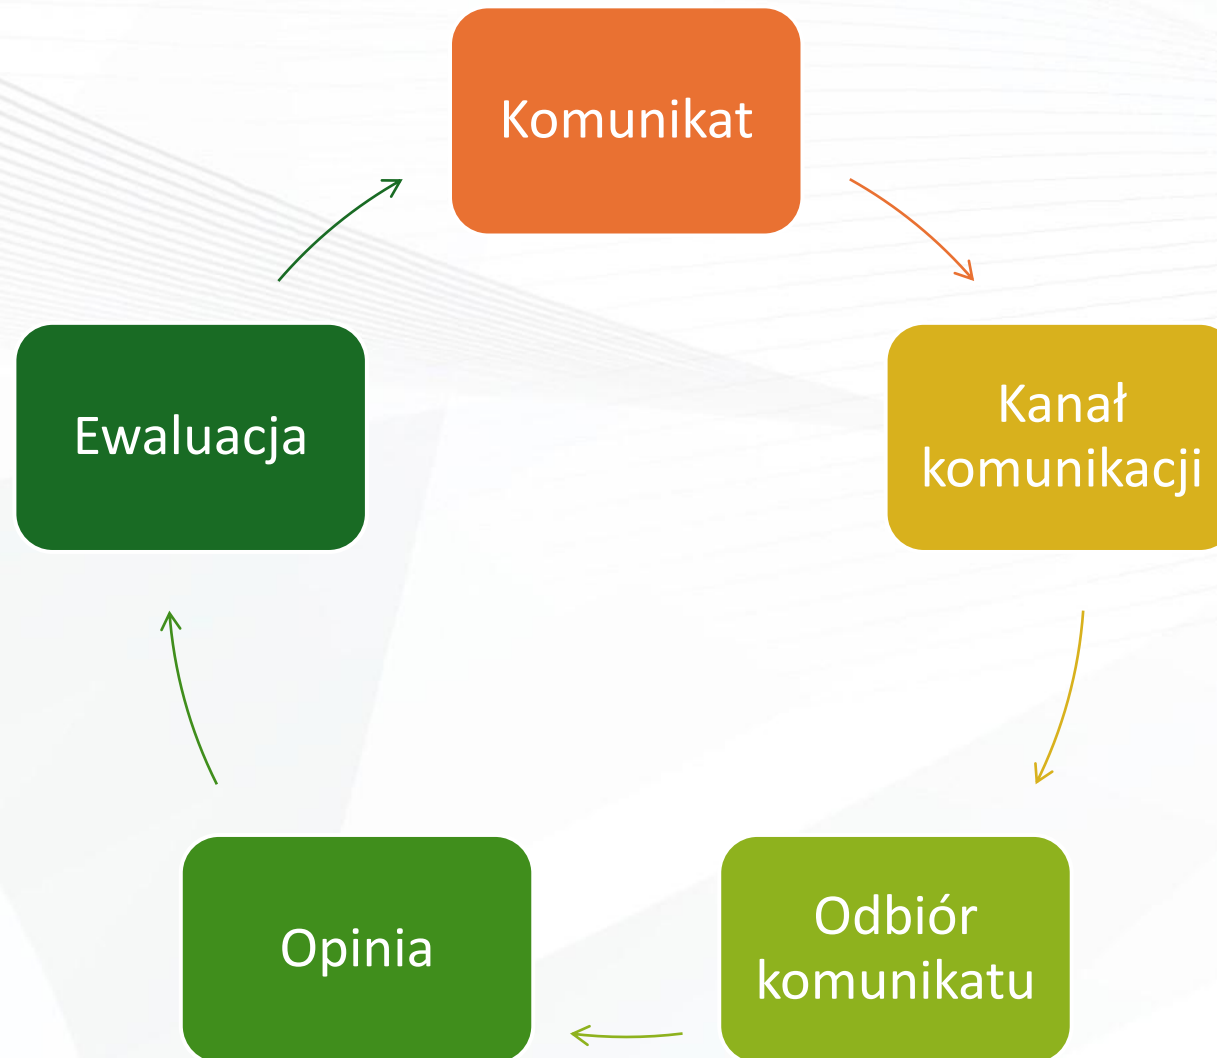 Komunikat
Kanał
komunikacji
Odbiór
komunikatu
Opinia
Ewaluacja